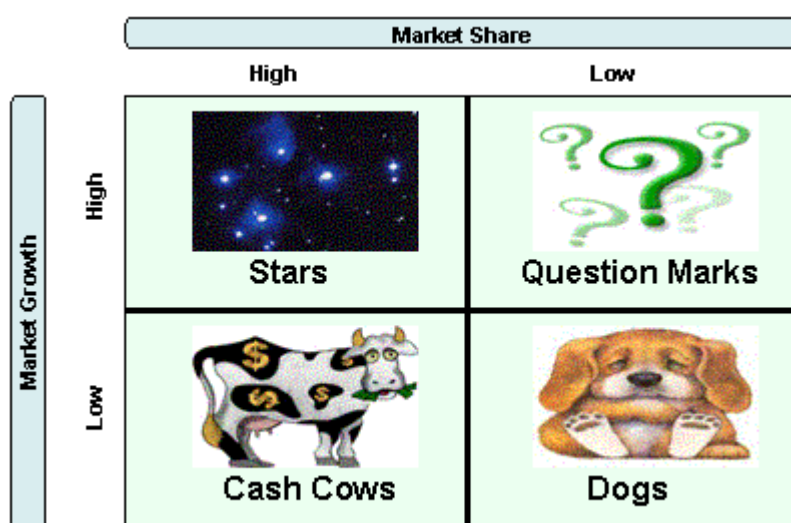 Market Share
High
Low
Market Growth
High
Stars
Question Marks
Low
$ $ $
Cash Cows
Dogs